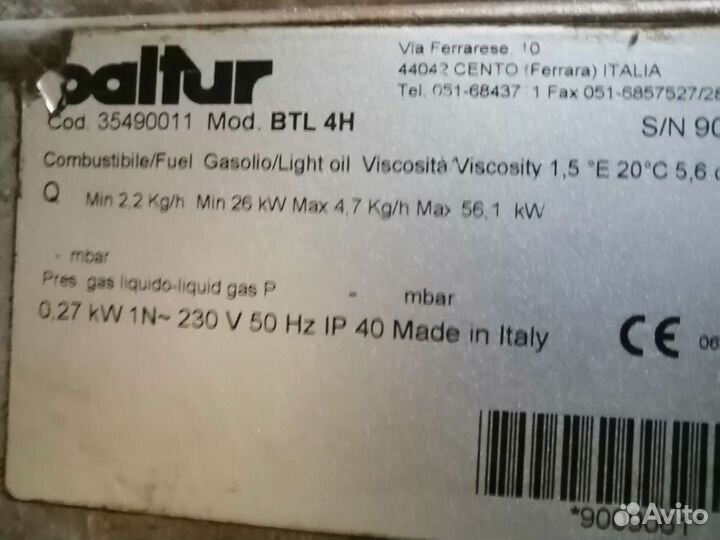 baltur
Via Ferrarese, 10
44042 CENTO (Ferrara) ITALIA
Tel. 051-68437 1 Fax 051-6857527/28
Cod. 35490011 Mod. BTL 4H
S/N 90
Combustibile/Fuel Gasolio/Light oil Viscosità/Viscosity 1,5 °E 20°C 5,6 c
Q Min 2,2 Kg/h Min 26 kW Max 4,7 Kg/h Max 56,1 kW
- mbar
Pres gas liquido-liquid gas P - mbar
0,27 kW 1N~ 230 V 50 Hz IP 40 Made in Italy
CE 06
Avito